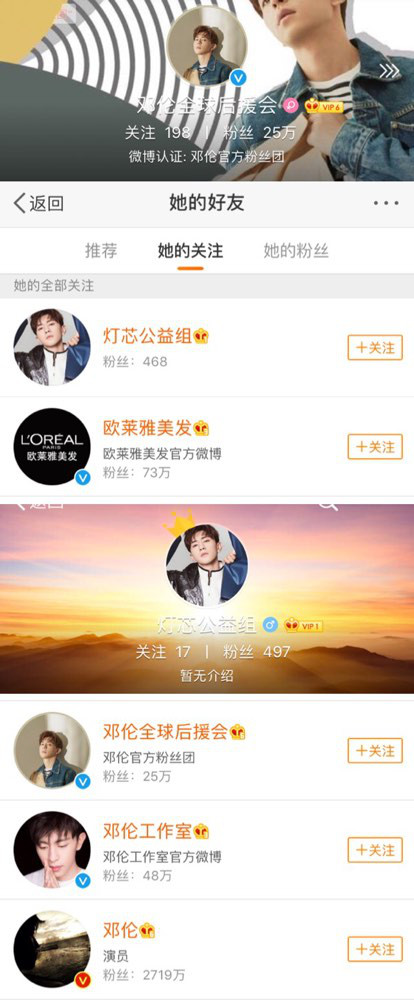 邓伦全球后援会 VIP 6
关注 198 | 粉丝 25万
微博认证: 邓伦官方粉丝团
返回 她的好友
推荐 她的关注 她的粉丝
她的全部关注
灯芯公益组
粉丝: 468
+关注
L'ORÉAL
PARIS
欧莱雅美发
欧莱雅美发
欧莱雅美发官方微博
粉丝: 73万
+关注
灯芯公益组 VIP 1
关注 17 | 粉丝 497
暂无介绍
邓伦全球后援会
邓伦官方粉丝团
粉丝: 25万
+关注
邓伦工作室
邓伦工作室官方微博
粉丝: 48万
+关注
邓伦
演员
粉丝: 2719万
+关注